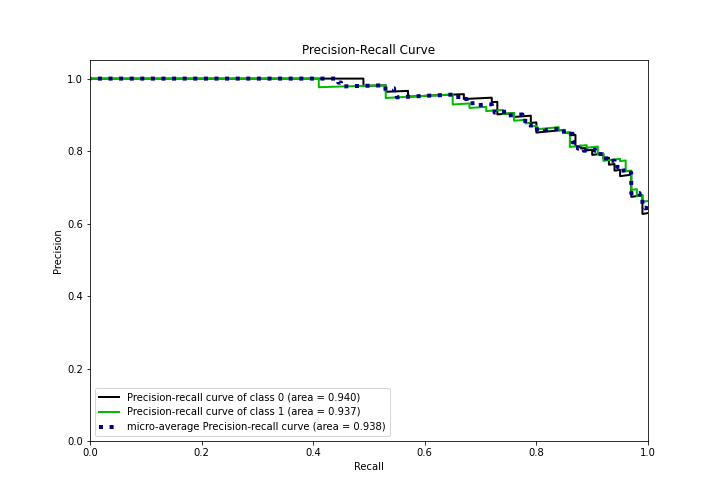 Precision-Recall Curve
1.0
0.8
0.6
0.4
0.2
0.0
Precision
Precision-recall curve of class 0 (area = 0.940)
Precision-recall curve of class 1 (area = 0.937)
micro-average Precision-recall curve (area = 0.938)
0.0 0.2 0.4 0.6 0.8 1.0
Recall